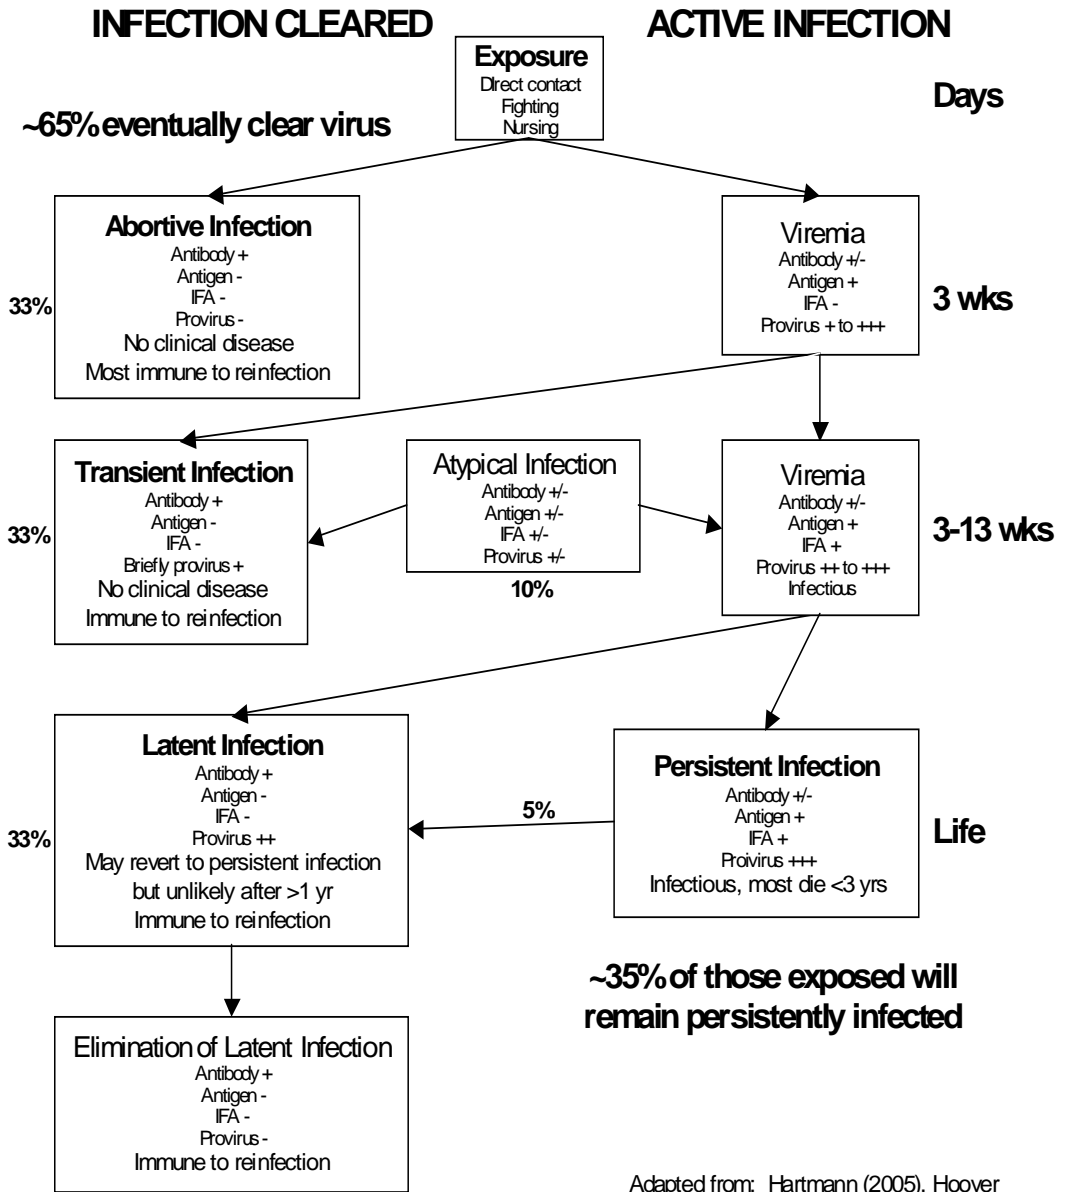 INFECTION CLEARED
ACTIVE INFECTION
Exposure
DIrect contact
Fighting
Nursing
Days
~65% eventually clear virus
Abortive Infection
Antibody +
Antigen -
IFA -
Provirus -
No clinical disease
Most immune to reinfection
33%
Viremia
Antibody +/-
Antigen +
IFA -
Provirus + to +++
3 wks
Transient Infection
Antibody +
Antigen -
IFA -
Briefly provirus +
No clinical disease
Immune to reinfection
33%
Atypical Infection
Antibody +/-
Antigen +/-
IFA +/-
Provirus +/-
10%
Viremia
Antibody +/-
Antigen +
IFA +
Provirus ++ to +++
Infectious
3-13 wks
Latent Infection
Antibody +
Antigen -
IFA -
Provirus ++
May revert to persistent infection
but unlikely after >1 yr
Immune to reinfection
33%
5%
Persistent Infection
Antibody +/-
Antigen +
IFA +
Proivirus +++
Infectious, most die <3 yrs
Life
~35% of those exposed will
remain persistently infected
Elimination of Latent Infection
Antibody +
Antigen -
IFA -
Provirus -
Immune to reinfection
Adapted from: Hartmann (2005), Hoover